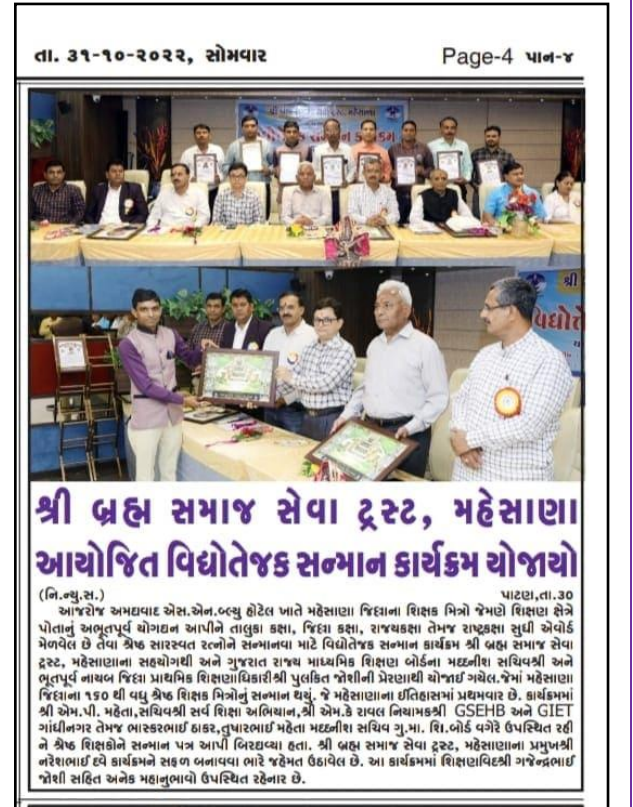 તા. ૩૧-૧૦-૨૦૨૨, સોમવાર
Page-4 પાન-૪
શ્રી બ્રહ્મ સમાજ સેવા ટ્રસ્ટ, મહેસાણા
આયોજિત વિદ્યોતેજક સન્માન કાર્યક્રમ યોજાયો
(નિ.ન્યુ.સ.)
પાટણ,તા.૩૦
આજરોજ અમદાવાદ એસ.એન.બ્લ્યુ હોટેલ ખાતે મહેસાણા જિલ્લાના શિક્ષક મિત્રો જેમણે શિક્ષણ ક્ષેત્રે
પોતાનું અભૂતપૂર્વ યોગદાન આપીને તાલુકા કક્ષા, જિલ્લા કક્ષા, રાજયકક્ષા તેમજ રાષ્ટ્રકક્ષા સુધી એવોર્ડ
મેળવેલ છે તેવા શ્રેષ્ઠ સારસ્વત રત્નોને સન્માનવા માટે વિદ્યોતેજક સન્માન કાર્યક્રમ શ્રી બ્રહ્મ સમાજ સેવા
ટ્રસ્ટ, મહેસાણાના સહયોગથી અને ગુજરાત રાજ્ય માધ્યમિક શિક્ષણ બોર્ડના મદદનીશ સચિવશ્રી અને
ભૂતપૂર્વ નાયબ જિલ્લા પ્રાથમિક શિક્ષણાધિકારીશ્રી પુલકિત જોશીની પ્રેરણાથી યોજાઈ ગયેલ.જેમાં મહેસાણા
જિલ્લાના ૧૬૦ થી વધુ શ્રેષ્ઠ શિક્ષક મિત્રોનું સન્માન થયું. જે મહેસાણાના ઈતિહાસમાં પ્રથમવાર છે. કાર્યક્રમમાં
શ્રી એમ.પી. મહેતા,સચિવશ્રી સર્વ શિક્ષા અભિયાન,શ્રી એમ.કે રાવલ નિયામકશ્રી GSEHB અને GIET
ગાંધીનગર તેમજ ભાસ્કરભાઈ ઠાકર,તુષારભાઈ મહેતા મદદનીશ સચિવ ગુ.મા. શિ.બોર્ડ વગેરે ઉપસ્થિત રહી
ને શ્રેષ્ઠ શિક્ષકોને સન્માન પત્ર આપી બિરદાવ્યા હતા. શ્રી બ્રહ્મ સમાજ સેવા ટ્રસ્ટ, મહેસાણાના પ્રમુખશ્રી
નરેશભાઈ દવે કાર્યક્રમને સફળ બનાવવા ભારે જહેમત ઉઠાવેલ છે. આ કાર્યક્રમમાં શિક્ષણવિદશ્રી ગજેન્દ્રભાઈ
જોશી સહિત અનેક મહાનુભાવો ઉપસ્થિત રહેનાર છે.